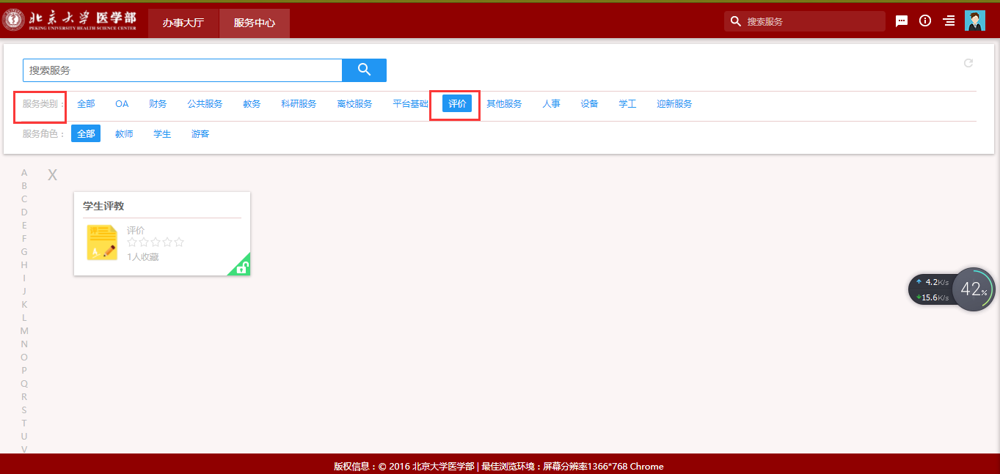 北京大学 医学部 办事大厅 服务中心 搜索服务
PEKING UNIVERSITY HEALTH SCIENCE CENTER
搜索服务
服务类别： 全部 OA 财务 公共服务 教务 科研服务 离校服务 平台基础 评价 其他服务 人事 设备 学工 迎新服务
服务角色： 全部 教师 学生 游客
A
X
B
C
D
E
F
G
H
I
J
K
L
M
N
O
P
Q
R
S
T
U
V
学生评教
评价
1人收藏
4.2K/s
15.6K/s
42%
版权信息：© 2016 北京大学医学部 | 最佳浏览环境：屏幕分辨率1366*768 Chrome